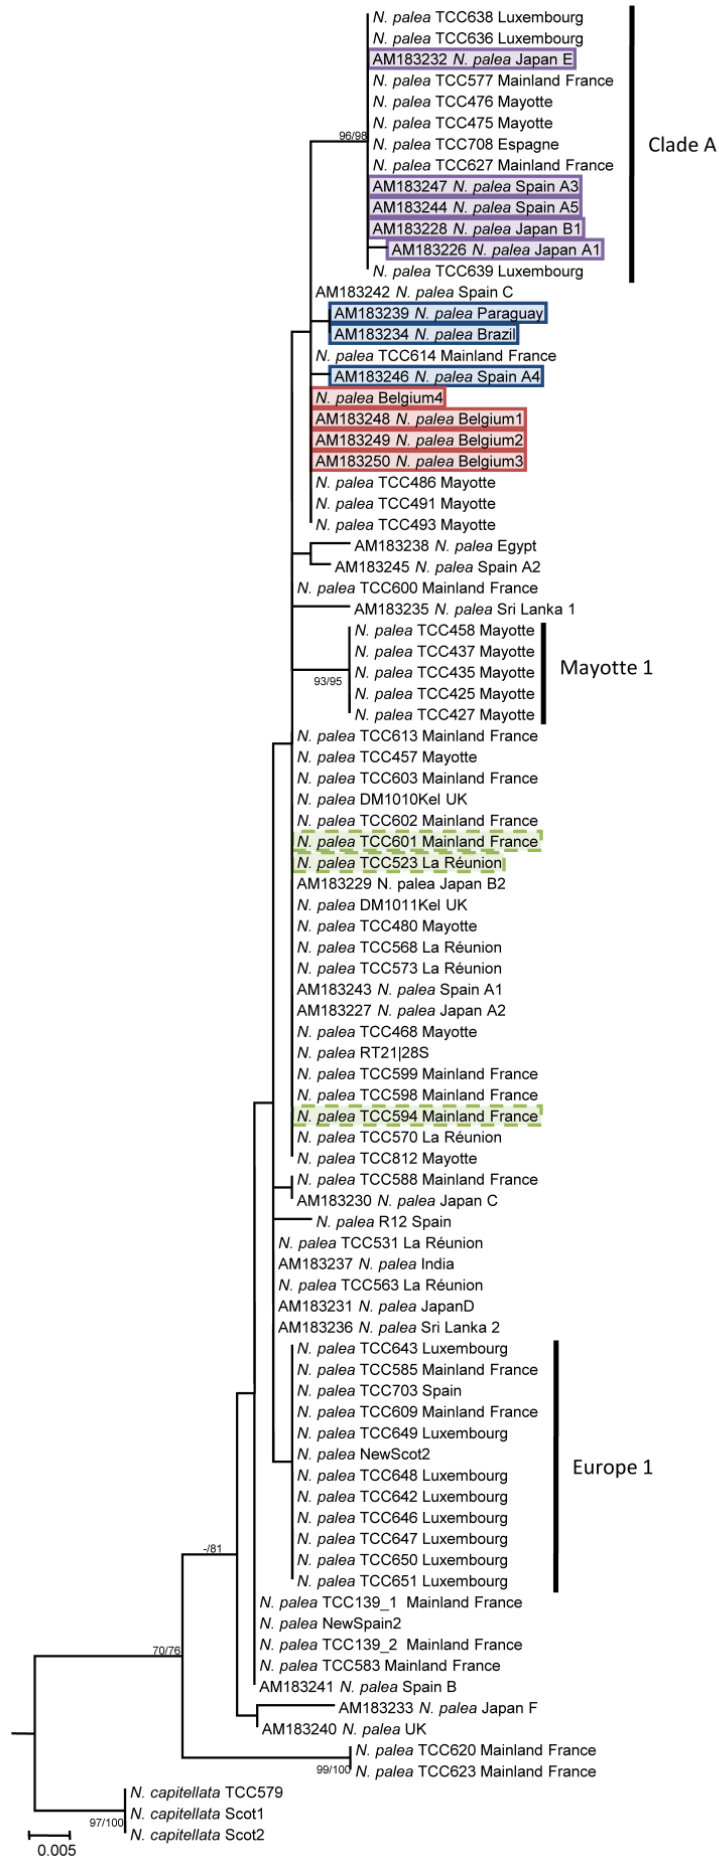 N. palea TCC638 Luxembourg
N. palea TCC636 Luxembourg
AM183232 N. palea Japan E
N. palea TCC577 Mainland France
N. palea TCC476 Mayotte
N. palea TCC475 Mayotte
96/98
N. palea TCC708 Espagne
Clade A
N. palea TCC627 Mainland France
AM183247 N. palea Spain A3
AM183244 N. palea Spain A5
AM183228 N. palea Japan B1
AM183226 N. palea Japan A1
N. palea TCC639 Luxembourg
AM183242 N. palea Spain C
AM183239 N. palea Paraguay
AM183234 N. palea Brazil
N. palea TCC614 Mainland France
AM183246 N. palea Spain A4
N. palea Belgium4
AM183248 N. palea Belgium1
AM183249 N. palea Belgium2
AM183250 N. palea Belgium3
N. palea TCC486 Mayotte
N. palea TCC491 Mayotte
N. palea TCC493 Mayotte
AM183238 N. palea Egypt
AM183245 N. palea Spain A2
N. palea TCC600 Mainland France
AM183235 N. palea Sri Lanka 1
N. palea TCC458 Mayotte
N. palea TCC437 Mayotte
N. palea TCC435 Mayotte
Mayotte 1
93/95
N. palea TCC425 Mayotte
N. palea TCC427 Mayotte
N. palea TCC613 Mainland France
N. palea TCC457 Mayotte
N. palea TCC603 Mainland France
N. palea DM1010Kel UK
N. palea TCC602 Mainland France
N. palea TCC601 Mainland France
N. palea TCC523 La Réunion
AM183229 N. palea Japan B2
N. palea DM1011Kel UK
N. palea TCC480 Mayotte
N. palea TCC568 La Réunion
N. palea TCC573 La Réunion
AM183243 N. palea Spain A1
AM183227 N. palea Japan A2
N. palea TCC468 Mayotte
N. palea RT21|28S
N. palea TCC599 Mainland France
N. palea TCC598 Mainland France
N. palea TCC594 Mainland France
N. palea TCC570 La Réunion
N. palea TCC812 Mayotte
N. palea TCC588 Mainland France
AM183230 N. palea Japan C
N. palea R12 Spain
N. palea TCC531 La Réunion
AM183237 N. palea India
N. palea TCC563 La Réunion
AM183231 N. palea JapanD
AM183236 N. palea Sri Lanka 2
N. palea TCC643 Luxembourg
N. palea TCC585 Mainland France
N. palea TCC703 Spain
N. palea TCC609 Mainland France
N. palea TCC649 Luxembourg
N. palea NewScot2
Europe 1
N. palea TCC648 Luxembourg
N. palea TCC642 Luxembourg
N. palea TCC646 Luxembourg
N. palea TCC647 Luxembourg
-/81
N. palea TCC650 Luxembourg
N. palea TCC651 Luxembourg
N. palea TCC139_1 Mainland France
N. palea NewSpain2
N. palea TCC139_2 Mainland France
70/76
N. palea TCC583 Mainland France
AM183241 N. palea Spain B
AM183233 N. palea Japan F
AM183240 N. palea UK
N. palea TCC620 Mainland France
99/100
N. palea TCC623 Mainland France
N. capitellata TCC579
N. capitellata Scot1
97/100
N. capitellata Scot2
0.005